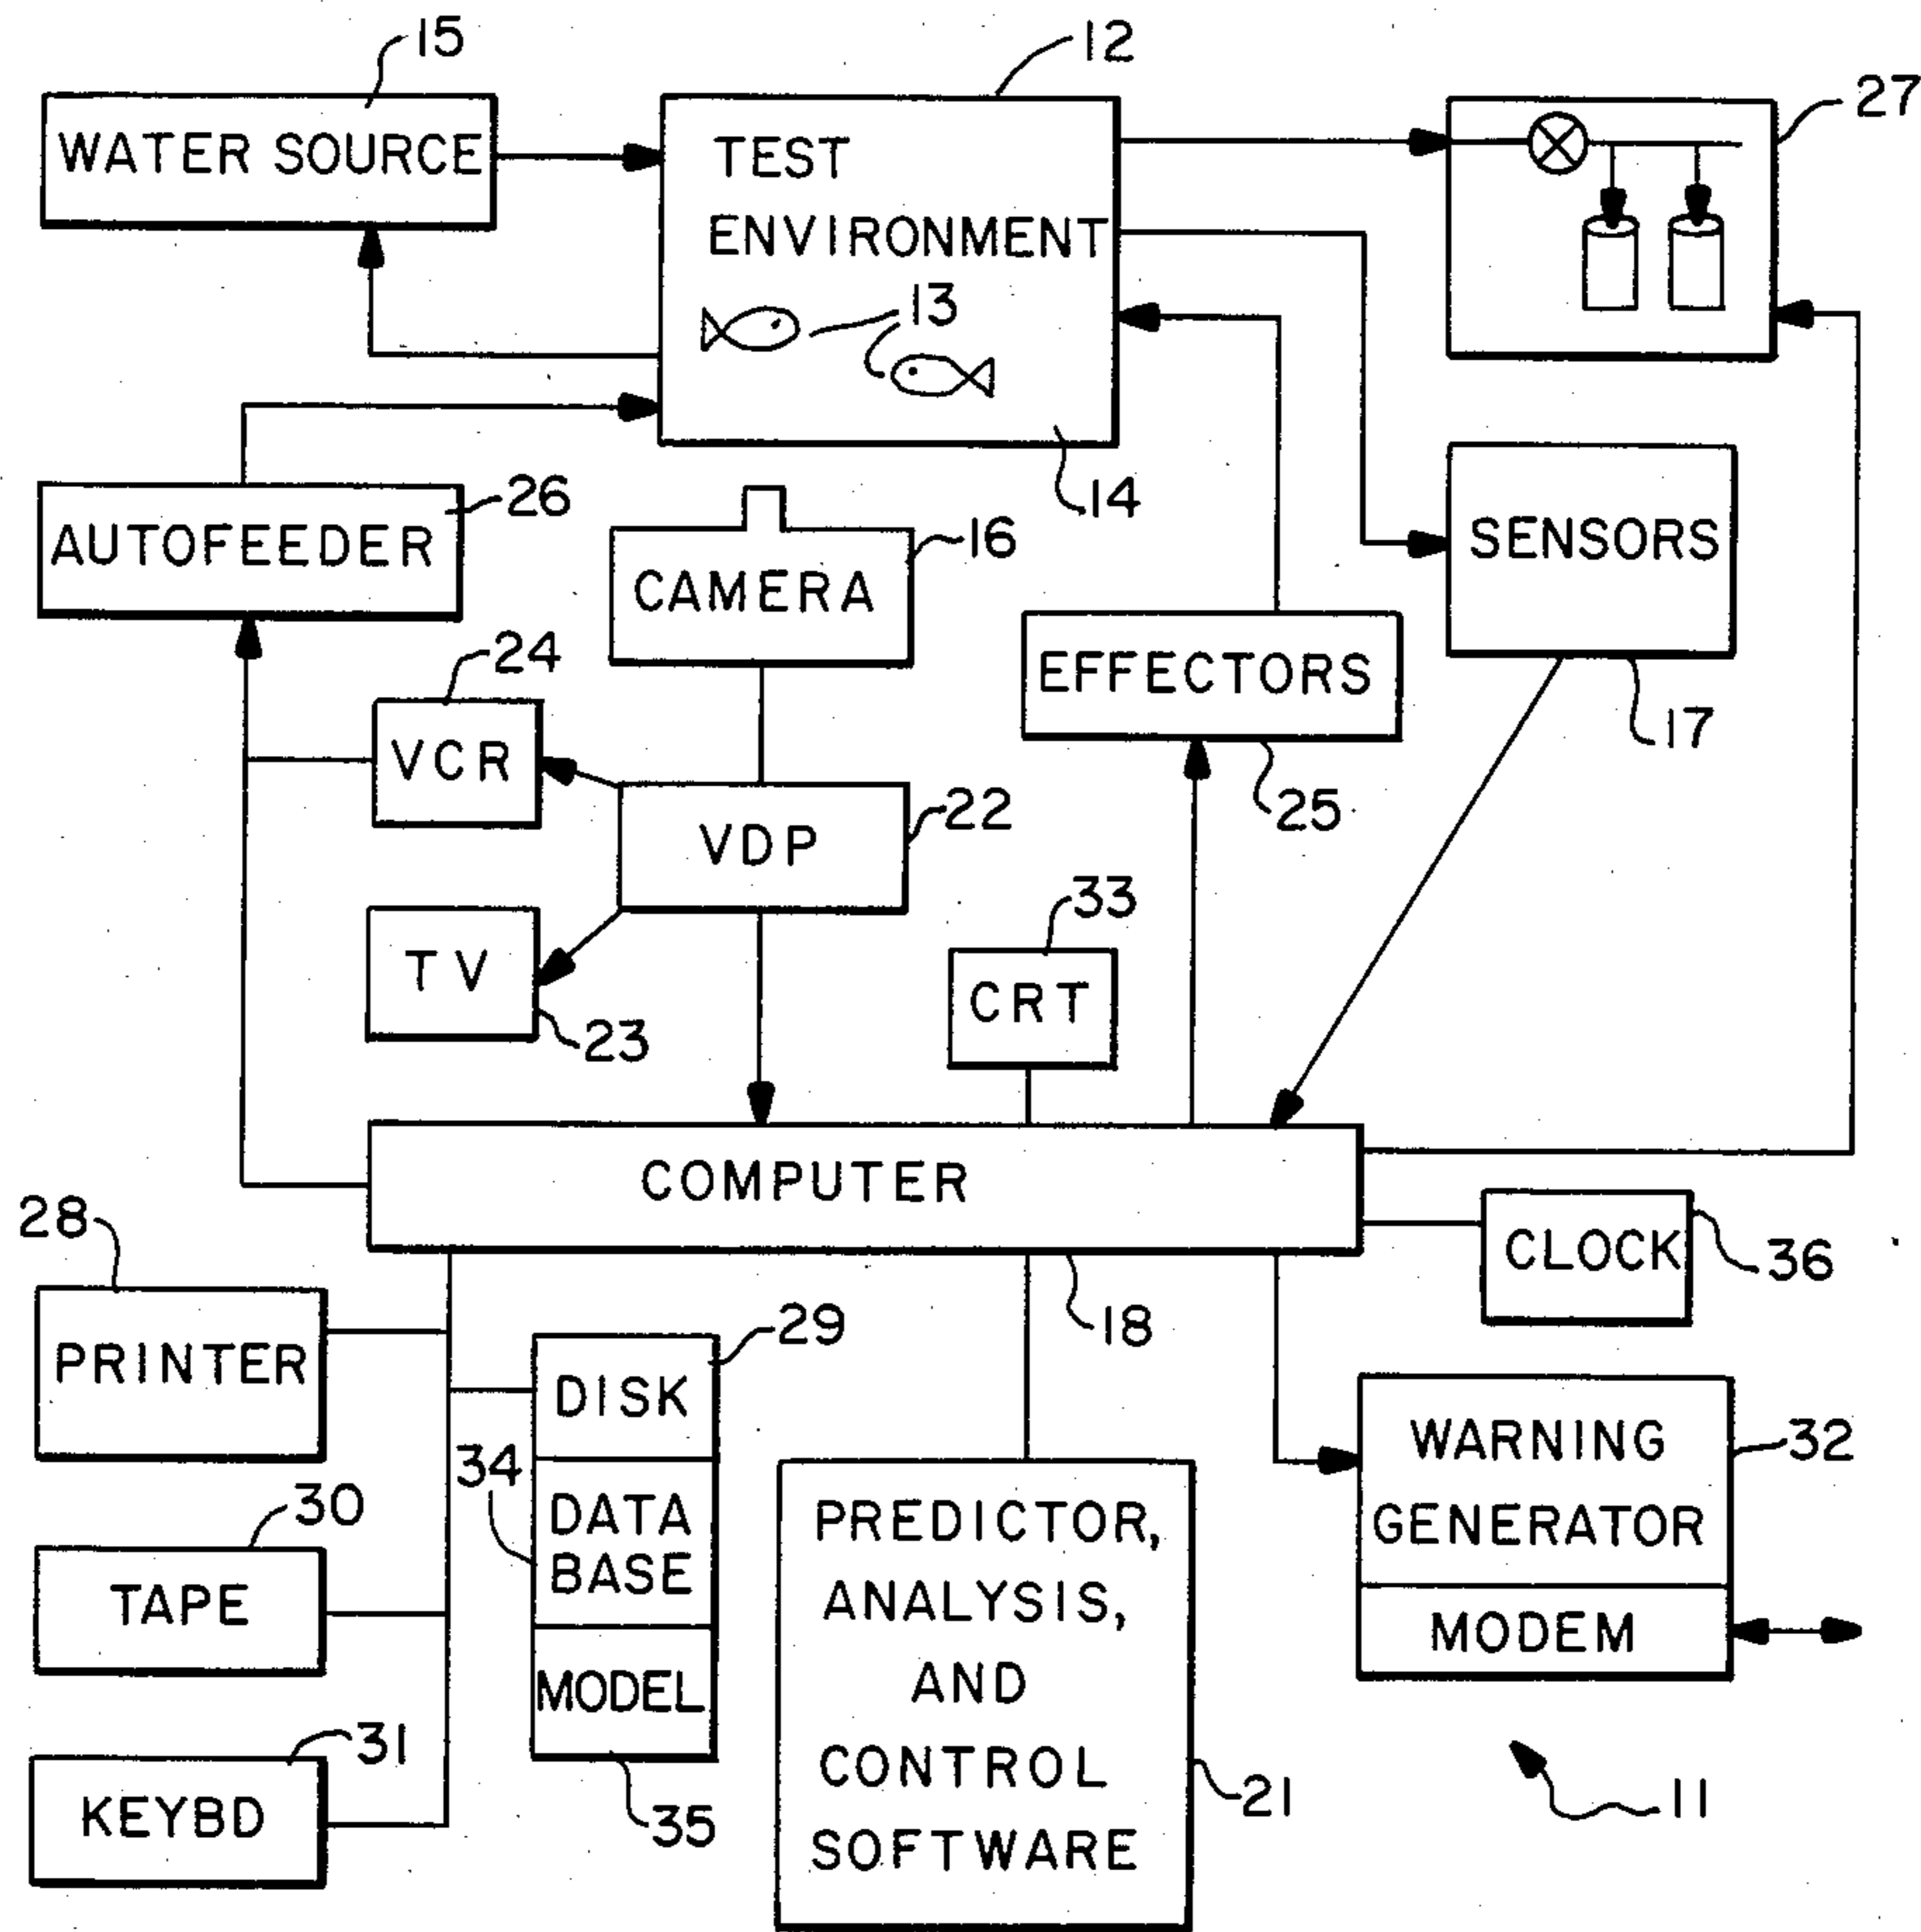 15
12
27
WATER SOURCE
TEST
ENVIRONMENT
13
14
26
AUTOFEEDER
16
CAMERA
SENSORS
17
24
VCR
EFFECTORS
25
22
VDP
33
TV
23
CRT
COMPUTER
18
28
PRINTER
CLOCK
36
29
DISK
34
DATA
BASE
MODEL
35
WARNING
GENERATOR
32
MODEM
30
TAPE
PREDICTOR,
ANALYSIS,
AND
CONTROL
SOFTWARE
21
31
KEYBD
11